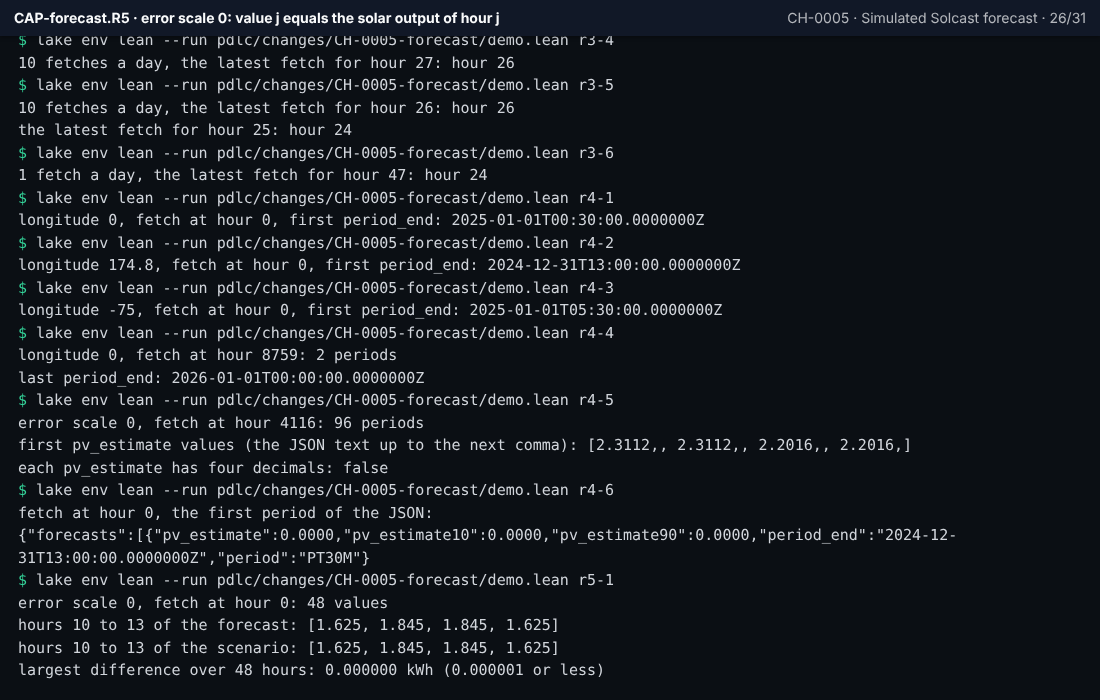 CAP-forecast.R5 · error scale 0: value j equals the solar output of hour j
CH-0005 · Simulated Solcast forecast · 26/31
$ lake env lean --run pdlc/changes/CH-0005-forecast/demo.lean r3-4
10 fetches a day, the latest fetch for hour 27: hour 26
$ lake env lean --run pdlc/changes/CH-0005-forecast/demo.lean r3-5
10 fetches a day, the latest fetch for hour 26: hour 26
the latest fetch for hour 25: hour 24
$ lake env lean --run pdlc/changes/CH-0005-forecast/demo.lean r3-6
1 fetch a day, the latest fetch for hour 47: hour 24
$ lake env lean --run pdlc/changes/CH-0005-forecast/demo.lean r4-1
longitude 0, fetch at hour 0, first period_end: 2025-01-01T00:30:00.0000000Z
$ lake env lean --run pdlc/changes/CH-0005-forecast/demo.lean r4-2
longitude 174.8, fetch at hour 0, first period_end: 2024-12-31T13:00:00.0000000Z
$ lake env lean --run pdlc/changes/CH-0005-forecast/demo.lean r4-3
longitude -75, fetch at hour 0, first period_end: 2025-01-01T05:30:00.0000000Z
$ lake env lean --run pdlc/changes/CH-0005-forecast/demo.lean r4-4
longitude 0, fetch at hour 8759: 2 periods
last period_end: 2026-01-01T00:00:00.0000000Z
$ lake env lean --run pdlc/changes/CH-0005-forecast/demo.lean r4-5
error scale 0, fetch at hour 4116: 96 periods
first pv_estimate values (the JSON text up to the next comma): [2.3112,, 2.3112,, 2.2016,, 2.2016,]
each pv_estimate has four decimals: false
$ lake env lean --run pdlc/changes/CH-0005-forecast/demo.lean r4-6
fetch at hour 0, the first period of the JSON:
{"forecasts":[{"pv_estimate":0.0000,"pv_estimate10":0.0000,"pv_estimate90":0.0000,"period_end":"2024-12-
31T13:00:00.0000000Z","period":"PT30M"}
$ lake env lean --run pdlc/changes/CH-0005-forecast/demo.lean r5-1
error scale 0, fetch at hour 0: 48 values
hours 10 to 13 of the forecast: [1.625, 1.845, 1.845, 1.625]
hours 10 to 13 of the scenario: [1.625, 1.845, 1.845, 1.625]
largest difference over 48 hours: 0.000000 kWh (0.000001 or less)